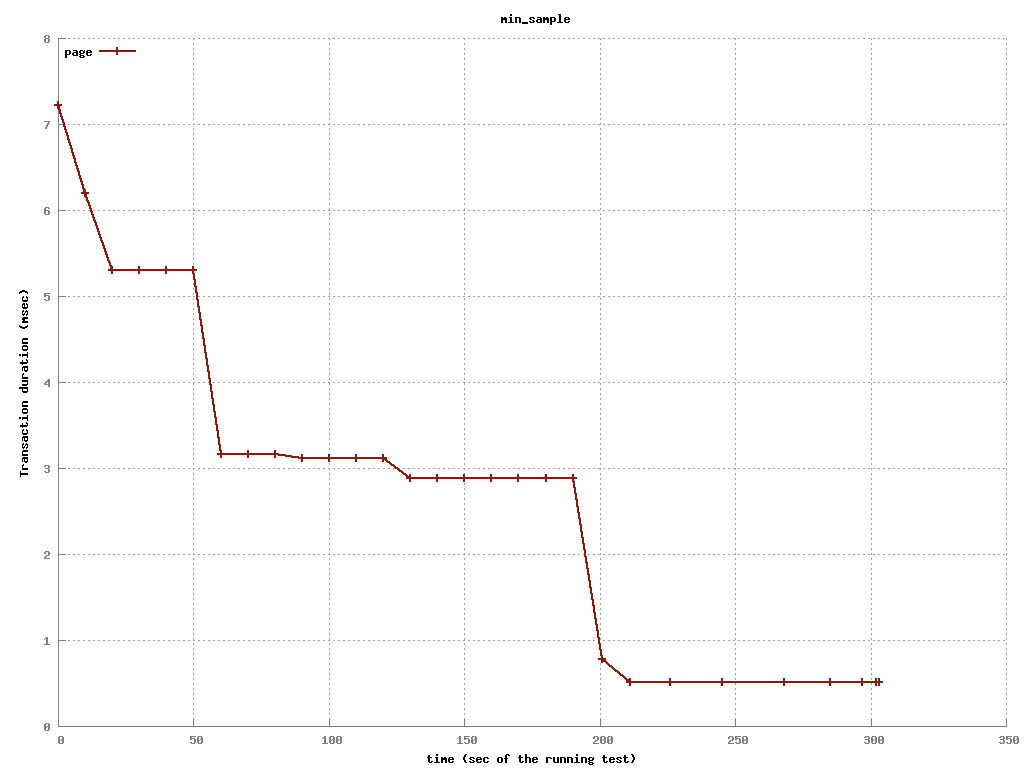 min_sample
page
8
7
6
5
4
3
2
1
0
Transaction duration (msec)
0 50 100 150 200 250 300 350
time (sec of the running test)